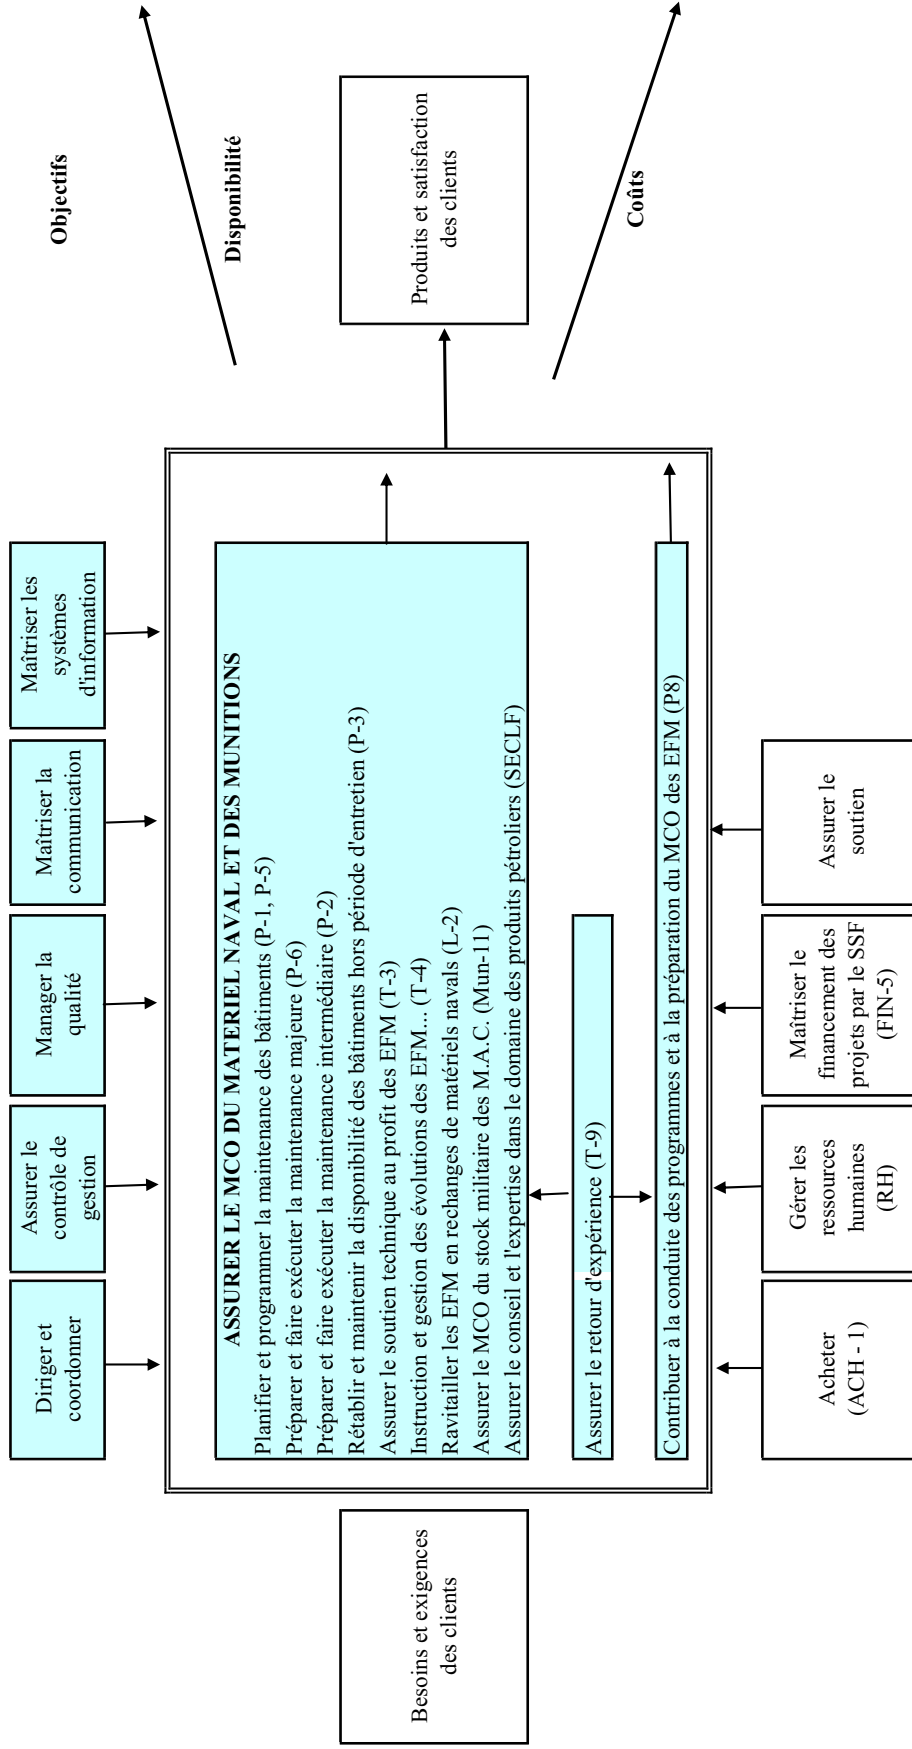 Objectifs
Diriger et
coordonner
Assurer le
contrôle de
gestion
Manager la
qualité
Maîtriser la
communication
Maîtriser les
systèmes
d'information
Disponibilité
Besoins et exigences
des clients
ASSURER LE MCO DU MATERIEL NAVAL ET DES MUNITIONS
Planifier et programmer la maintenance des bâtiments (P-1, P-5)
Préparer et faire exécuter la maintenance majeure (P-6)
Préparer et faire exécuter la maintenance intermédiaire (P-2)
Rétablir et maintenir la disponibilité des bâtiments hors période d'entretien (P-3)
Assurer le soutien technique au profit des EFM (T-3)
Instruction et gestion des évolutions des EFM... (T-4)
Ravitailler les EFM en rechanges de matériels navals (L-2)
Assurer le MCO du stock militaire des M.A.C. (Mun-11)
Assurer le conseil et l'expertise dans le domaine des produits pétroliers (SECLF)
Assurer le retour d'expérience (T-9)
Contribuer à la conduite des programmes et à la préparation du MCO des EFM (P8)
Produits et satisfaction
des clients
Coûts
Acheter
(ACH - 1)
Gérer les
ressources
humaines
(RH)
Maîtriser le
financement des
projets par le SSF
(FIN-5)
Assurer le
soutien